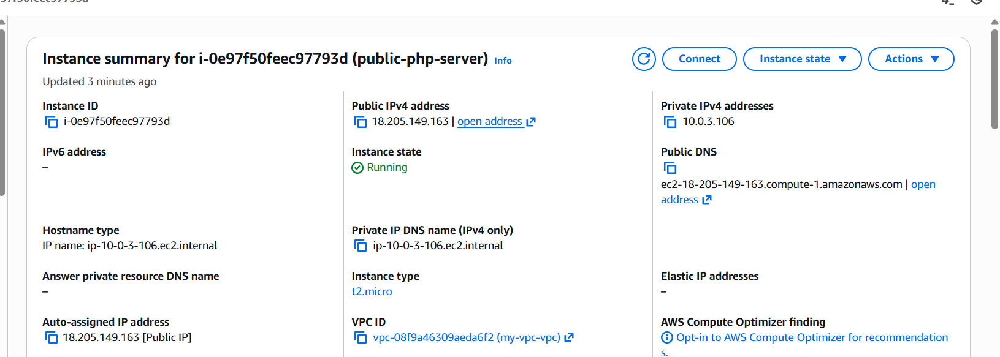 Instance summary for i-0e97f50feec97793d (public-php-server) Info
Connect
Instance state
Actions
Updated 3 minutes ago
Instance ID
i-0e97f50feec97793d
Public IPv4 address
18.205.149.163 | open address
Private IPv4 addresses
10.0.3.106
IPv6 address
–
Instance state
Running
Public DNS
ec2-18-205-149-163.compute-1.amazonaws.com | open
address
Hostname type
IP name: ip-10-0-3-106.ec2.internal
Private IP DNS name (IPv4 only)
ip-10-0-3-106.ec2.internal
Answer private resource DNS name
–
Instance type
t2.micro
Elastic IP addresses
–
Auto-assigned IP address
18.205.149.163 [Public IP]
VPC ID
vpc-08f9a46309aeda6f2 (my-vpc-vpc)
AWS Compute Optimizer finding
Opt-in to AWS Compute Optimizer for recommendation
s.